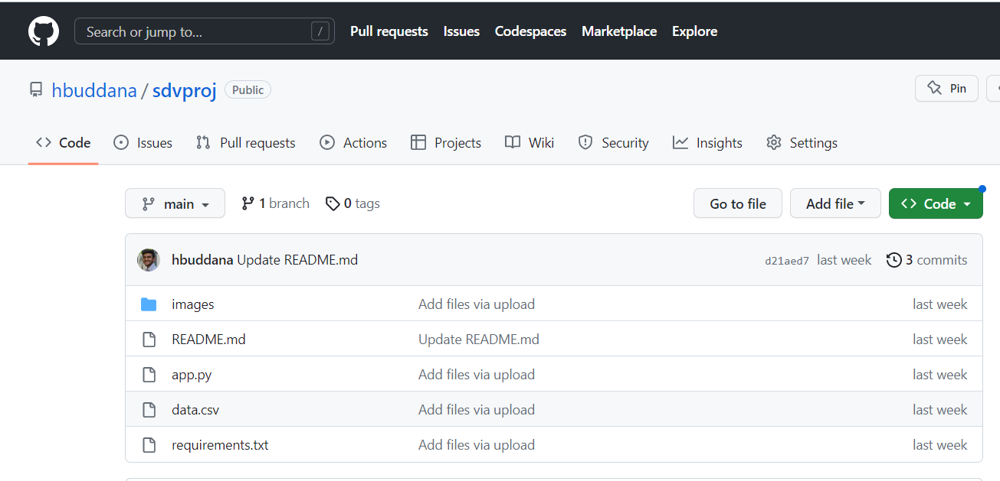 Search or jump to... / Pull requests Issues Codespaces Marketplace Explore
hbuddana / sdvproj Public Pin
Code Issues Pull requests Actions Projects Wiki Security Insights Settings
main 1 branch 0 tags Go to file Add file Code
hbuddana Update README.md d21aed7 last week 3 commits
images Add files via upload last week
README.md Update README.md last week
app.py Add files via upload last week
data.csv Add files via upload last week
requirements.txt Add files via upload last week